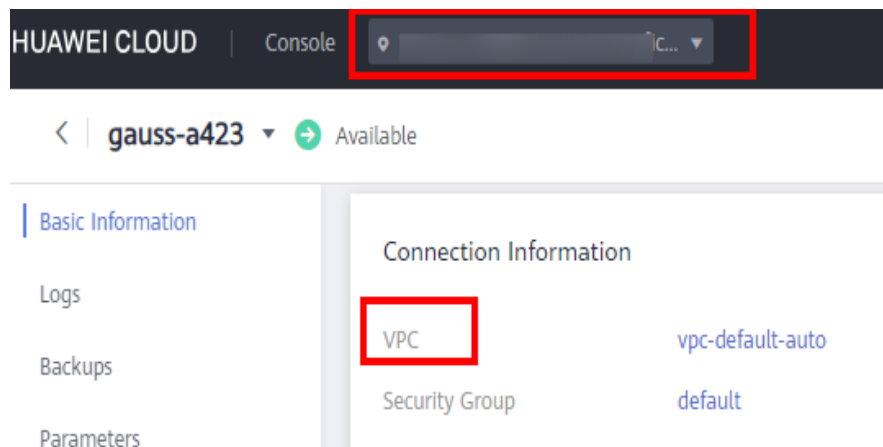 HUAWEI CLOUD Console ic...
gauss-a423 Available
Basic Information
Connection Information
Logs
VPC vpc-default-auto
Backups
Security Group default
Parameters